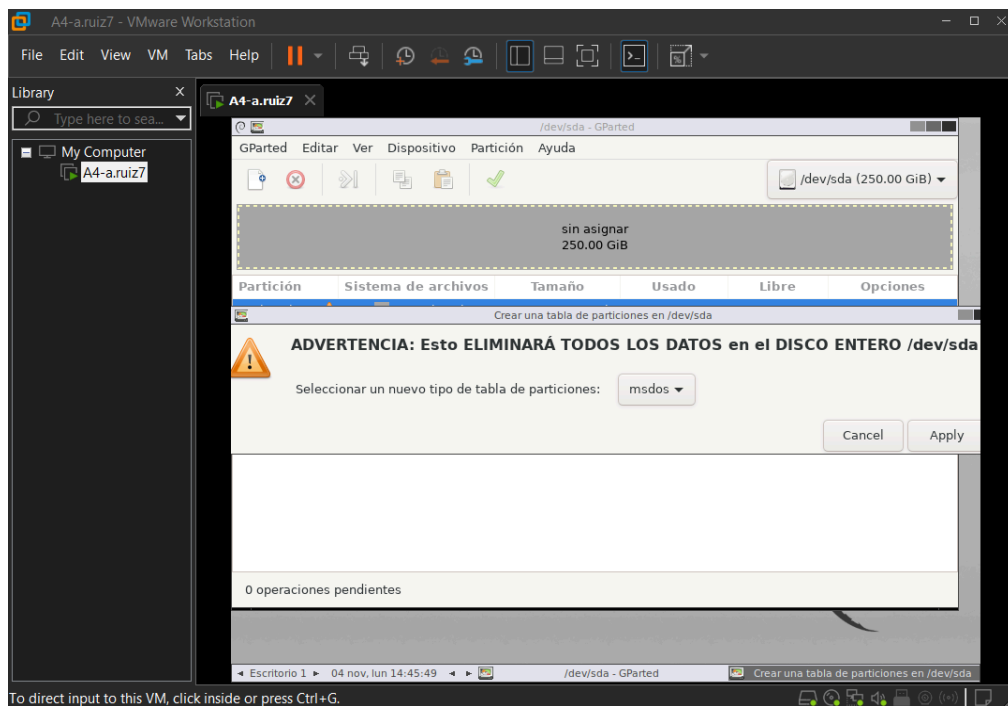 A4-a.ruiz7 - VMware Workstation
File Edit View VM Tabs Help
Library X
Type here to sea...
My Computer
A4-a.ruiz7
A4-a.ruiz7
/dev/sda - GParted
GParted Editar Ver Dispositivo Partición Ayuda
/dev/sda (250.00 GiB)
sin asignar
250.00 GiB
Partición Sistema de archivos Tamaño Usado Libre Opciones
Crear una tabla de particiones en /dev/sda
ADVERTENCIA: Esto ELIMINARÁ TODOS LOS DATOS en el DISCO ENTERO /dev/sda
Seleccionar un nuevo tipo de tabla de particiones: msdos
Cancel Apply
0 operaciones pendientes
Escritorio 1 04 nov, lun 14:45:49 /dev/sda - GParted Crear una tabla de particiones en /dev/sda
To direct input to this VM, click inside or press Ctrl+G.